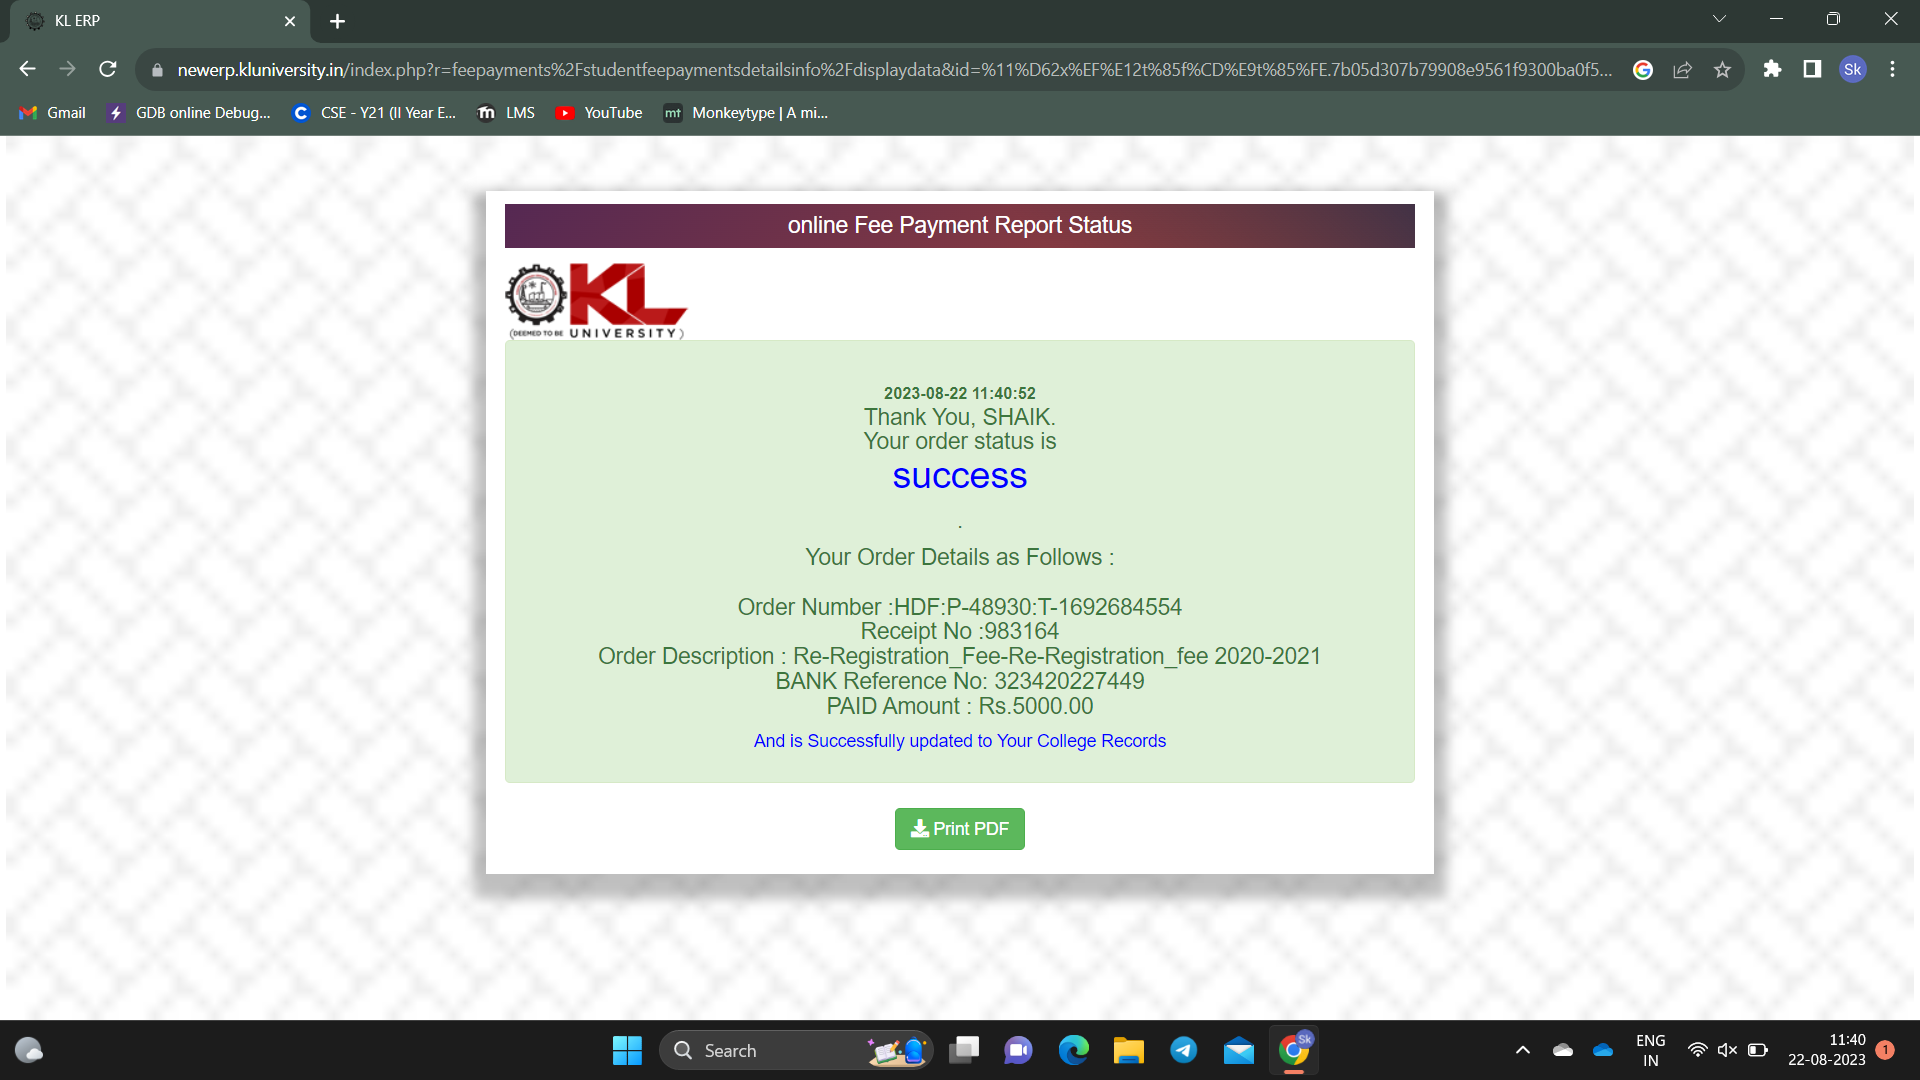 KL ERP
newerp.kluniversity.in/index.php?r=feepayments%2Fstudentfeepaymentsdetailsinfo%2Fdisplaydata&id=%11%D62x%EF%E12t%85f%CD%E9t%85%FE.7b05d307b79908e9561f9300ba0f5...
Sk
Gmail
GDB online Debug...
CSE - Y21 (II Year E...
LMS
YouTube
mt Monkeytype | A mi...
online Fee Payment Report Status
KL
(DEEMED TO BE UNIVERSITY)
2023-08-22 11:40:52
Thank You, SHAIK.
Your order status is
success
.
Your Order Details as Follows :
Order Number :HDF:P-48930:T-1692684554
Receipt No :983164
Order Description : Re-Registration_Fee-Re-Registration_fee 2020-2021
BANK Reference No: 323420227449
PAID Amount : Rs.5000.00
And is Successfully updated to Your College Records
Print PDF
Search
Sk
ENG
IN
11:40
22-08-2023
1